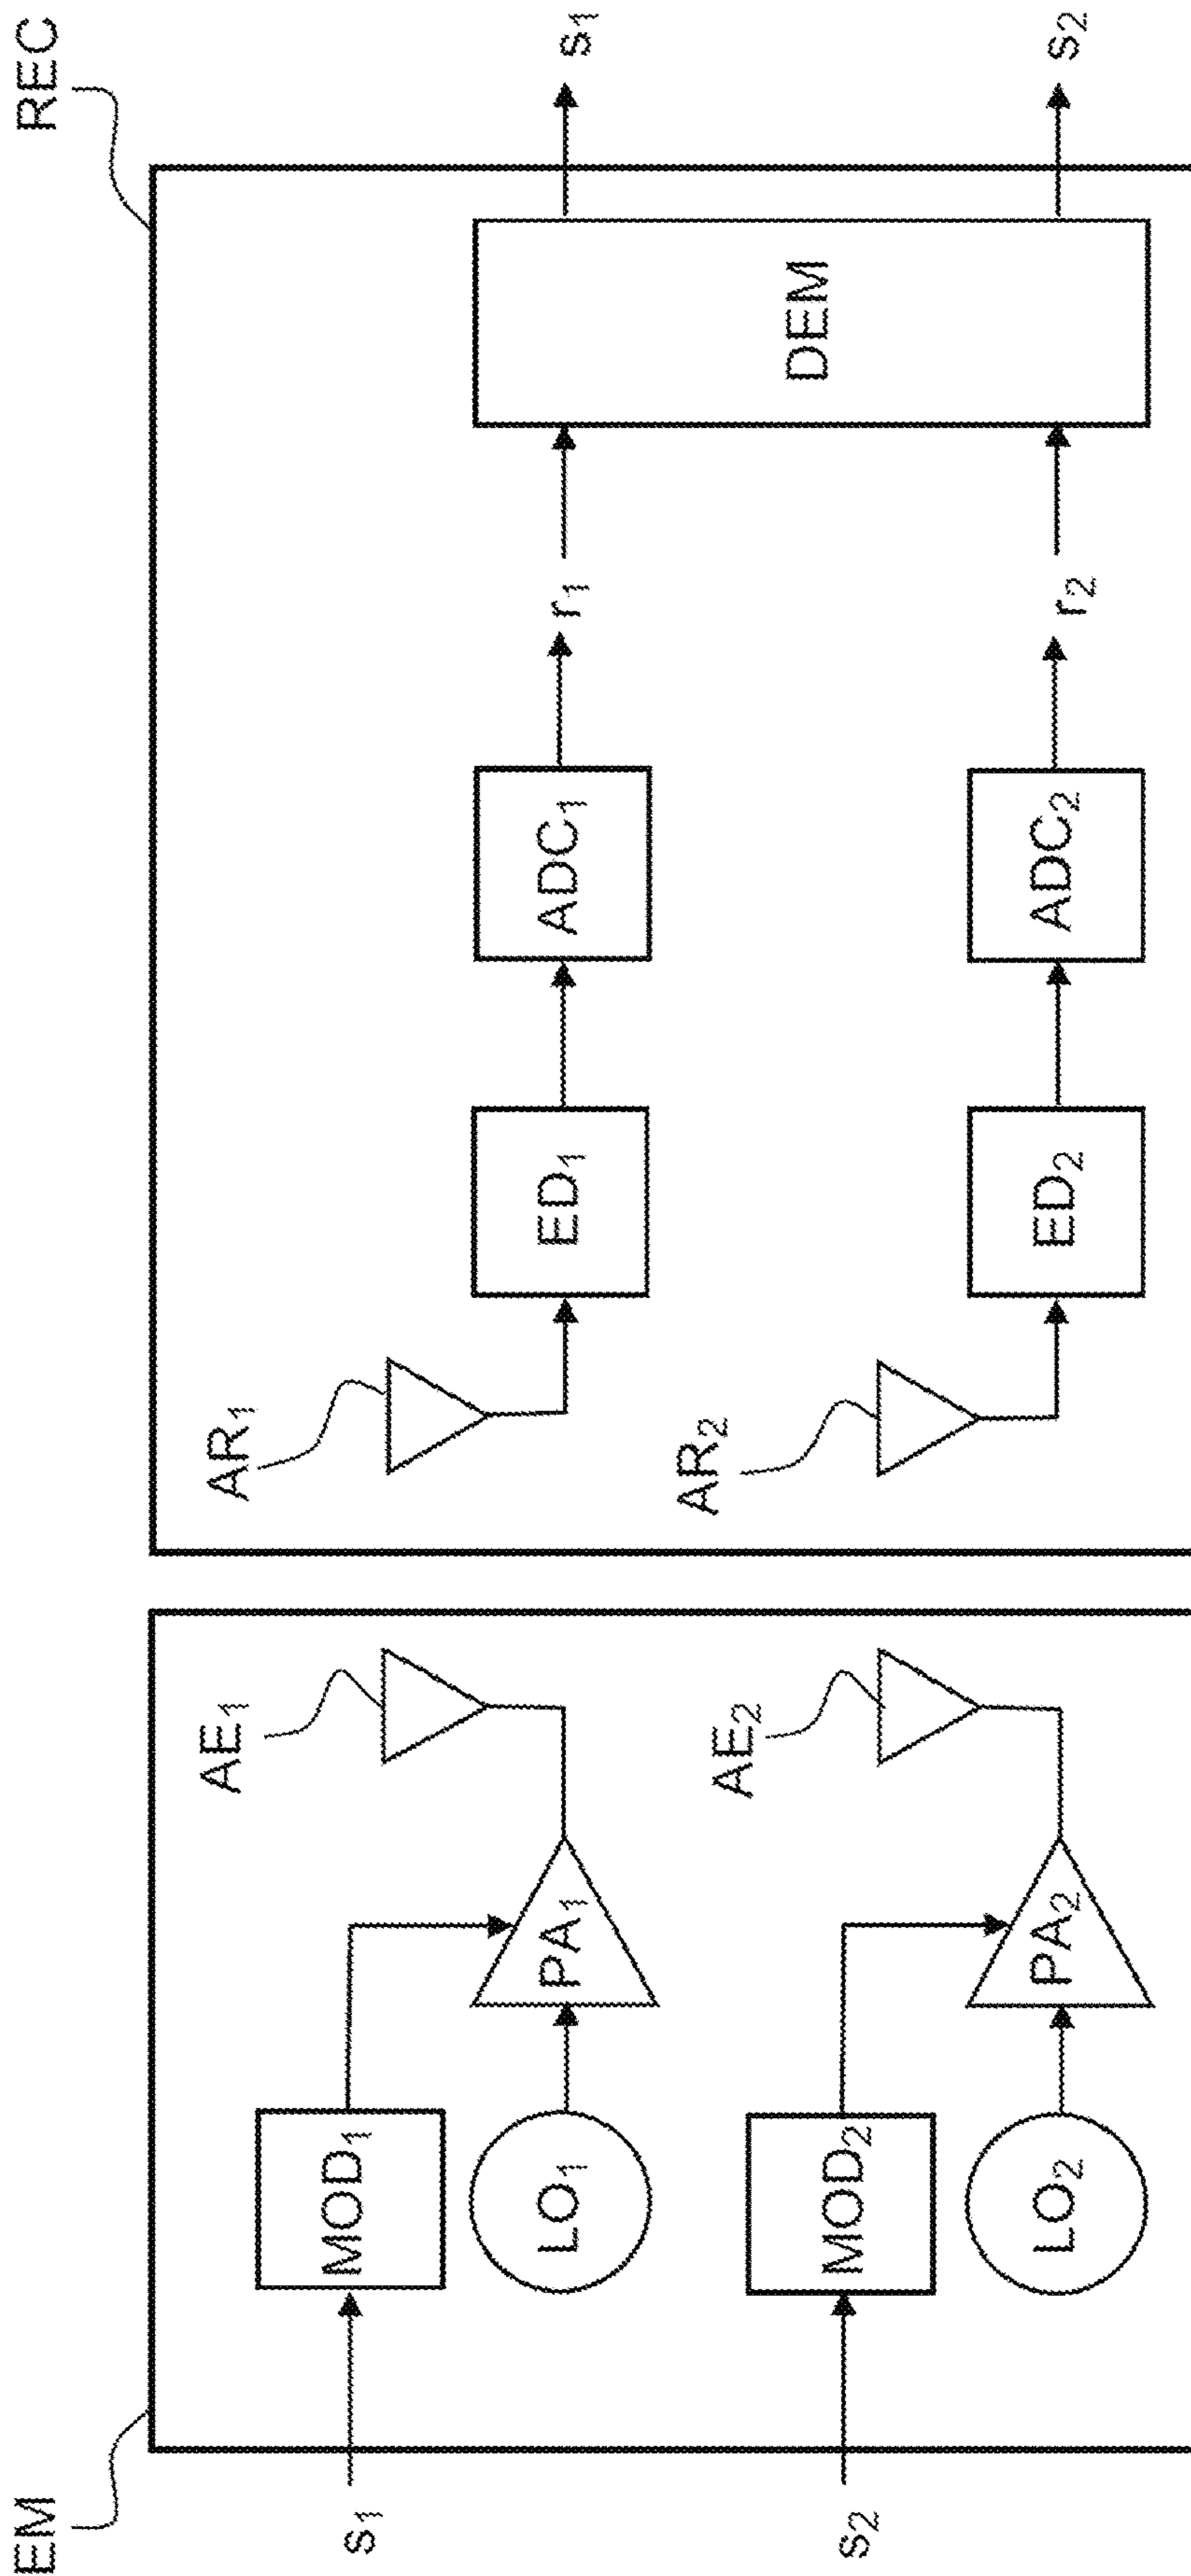 EM
REC
s₁
MOD₁
LO₁
PA₁
AE₁
AR₁
ED₁
ADC₁
r₁
DEM
s₁
s₂
MOD₂
LO₂
PA₂
AE₂
AR₂
ED₂
ADC₂
r₂
s₂